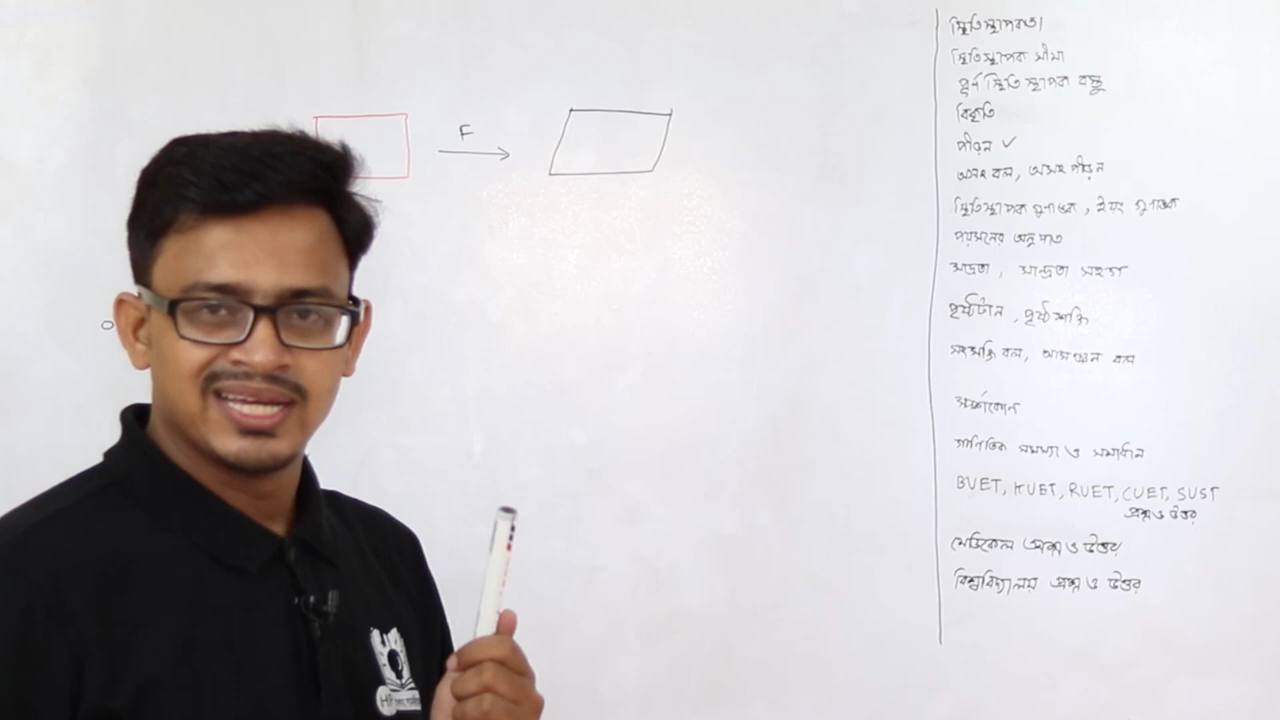 F
স্থিতিস্থাপকতা
স্থিতিস্থাপক সীমা
পূর্ণ স্থিতিস্থাপক বস্তু
বিকৃতি
পীড়ন ✓
অসহ বল, অসহ পীড়ন
স্থিতিস্থাপক গুণাঙ্ক, ইয়ং গুণাঙ্ক
পয়সনের অনুপাত
সান্দ্রতা, সান্দ্রতা সহগ
পৃষ্ঠটান, পৃষ্ঠশক্তি
সংসক্তি বল, আসঞ্জন বল
স্পর্শকোণ
গাণিতিক সমস্যা ও সমাধান
BUET, KUET, RUET, CUET, SUST
প্রশ্ন ও উত্তর
মেডিকেল প্রশ্ন ও উত্তর
বিশ্ববিদ্যালয় প্রশ্ন ও উত্তর